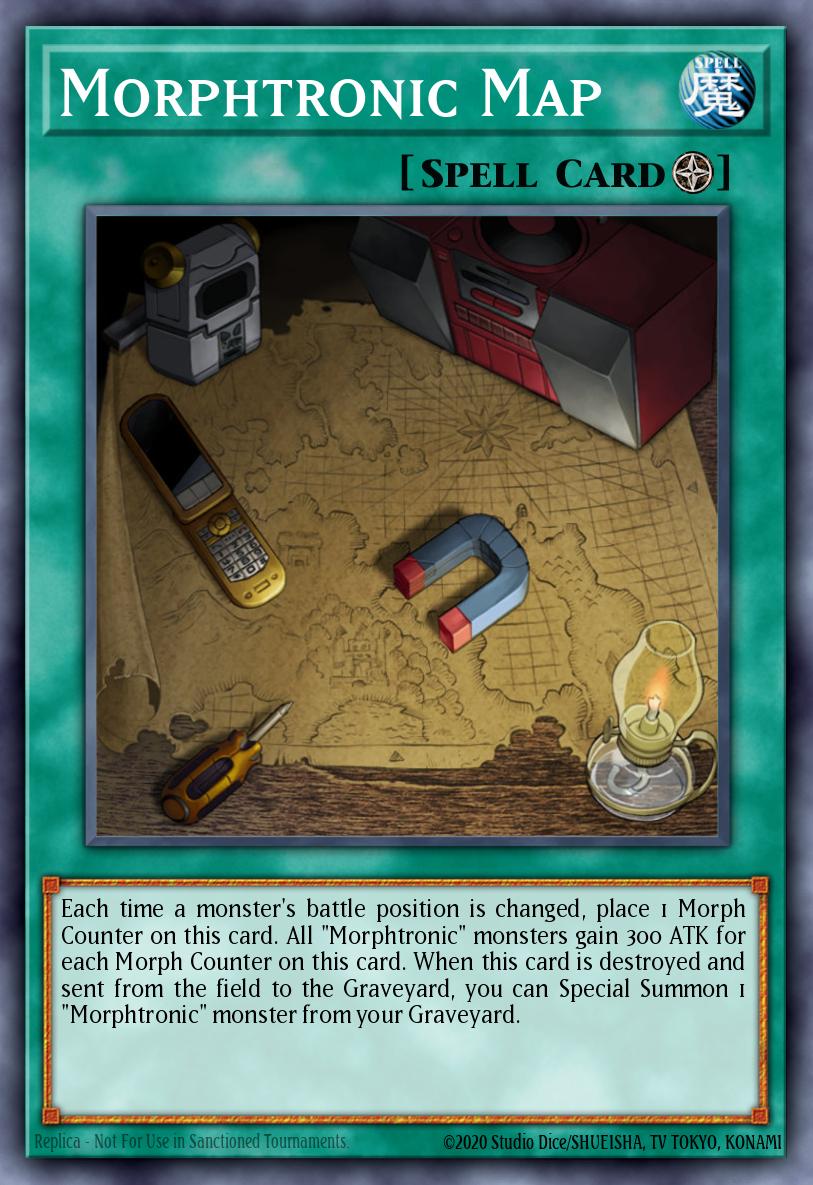 Morphtronic Map
SPELL
魔
[Spell Card]
Each time a monster's battle position is changed, place 1 Morph
Counter on this card. All "Morphtronic" monsters gain 300 ATK for
each Morph Counter on this card. When this card is destroyed and
sent from the field to the Graveyard, you can Special Summon 1
"Morphtronic" monster from your Graveyard.
Replica - Not For Use in Sanctioned Tournaments.
©2020 Studio Dice/SHUEISHA, TV TOKYO, KONAMI